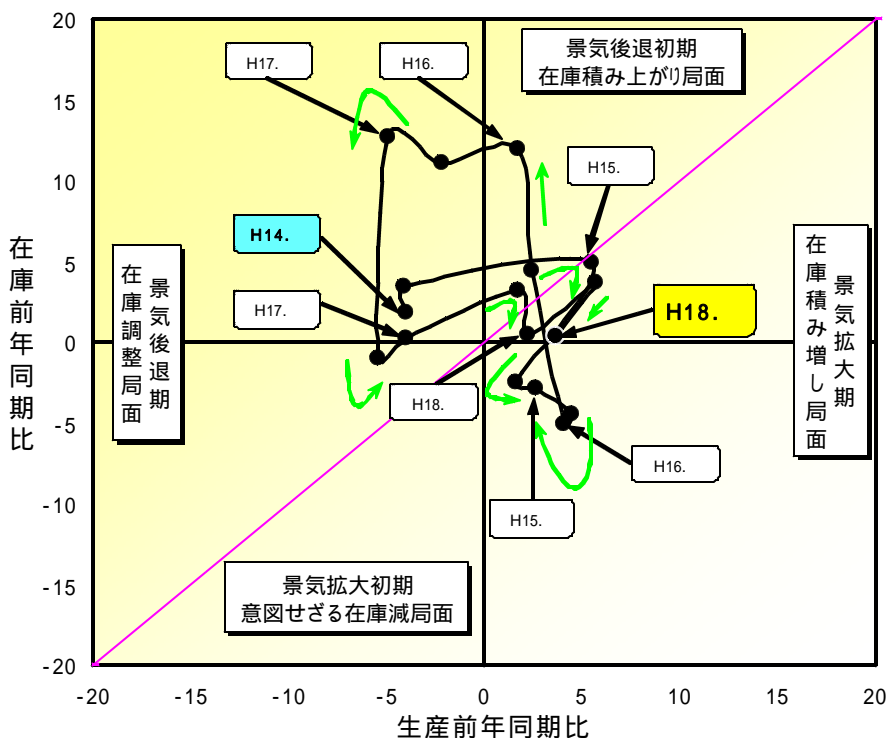 20
15
10
5
0
-5
-10
-15
-20
-20
-15
-10
-5
0
5
10
15
20
在庫前年同期比
生産前年同期比
景気後退初期
在庫積み上がり局面
景気後退期
在庫調整局面
景気拡大期
在庫積み増し局面
景気拡大初期
意図せざる在庫減局面
H17.
H16.
H15.
H14.
H17.
H18.
H18.
H16.
H15.